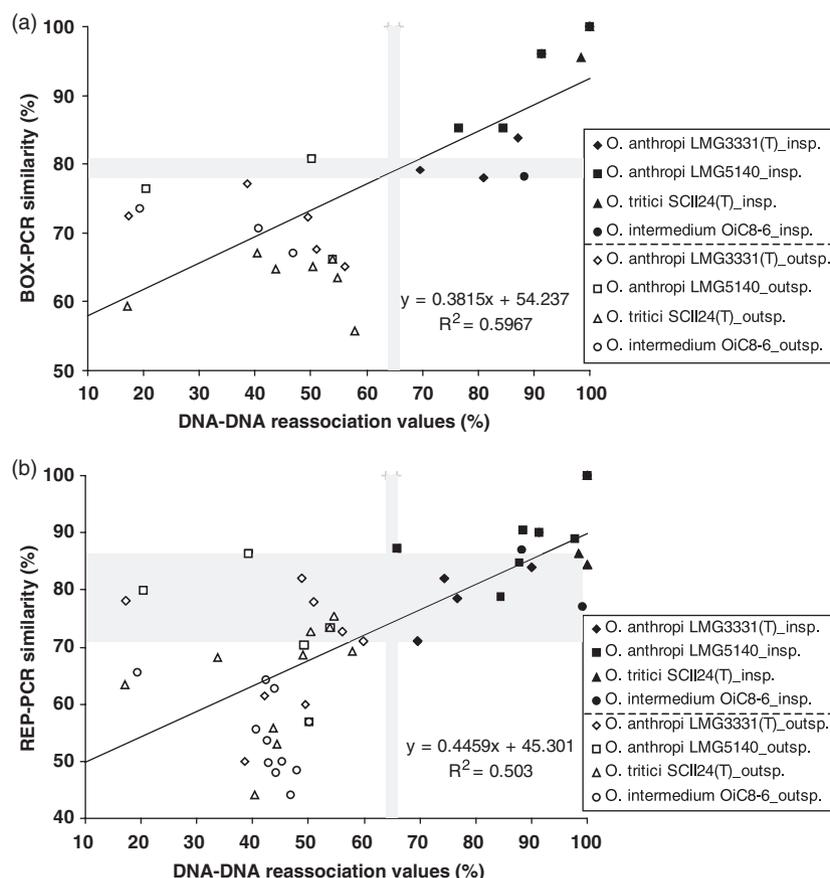 (a)
100
90
80
70
60
50
BOX-PCR similarity (%)
10 20 30 40 50 60 70 80 90 100
DNA-DNA reassociation values (%)
y = 0.3815x + 54.237
R2 = 0.5967
O. anthropi LMG3331(T)_insp.
O. anthropi LMG5140_insp.
O. tritici SCII24(T)_insp.
O. intermedium OiC8-6_insp.
O. anthropi LMG3331(T)_outsp.
O. anthropi LMG5140_outsp.
O. tritici SCII24(T)_outsp.
O. intermedium OiC8-6_outsp.
(b)
100
90
80
70
60
50
40
REP-PCR similarity (%)
10 20 30 40 50 60 70 80 90 100
DNA-DNA reassociation values (%)
y = 0.4459x + 45.301
R2 = 0.503
O. anthropi LMG3331(T)_insp.
O. anthropi LMG5140_insp.
O. tritici SCII24(T)_insp.
O. intermedium OiC8-6_insp.
O. anthropi LMG3331(T)_outsp.
O. anthropi LMG5140_outsp.
O. tritici SCII24(T)_outsp.
O. intermedium OiC8-6_outsp.